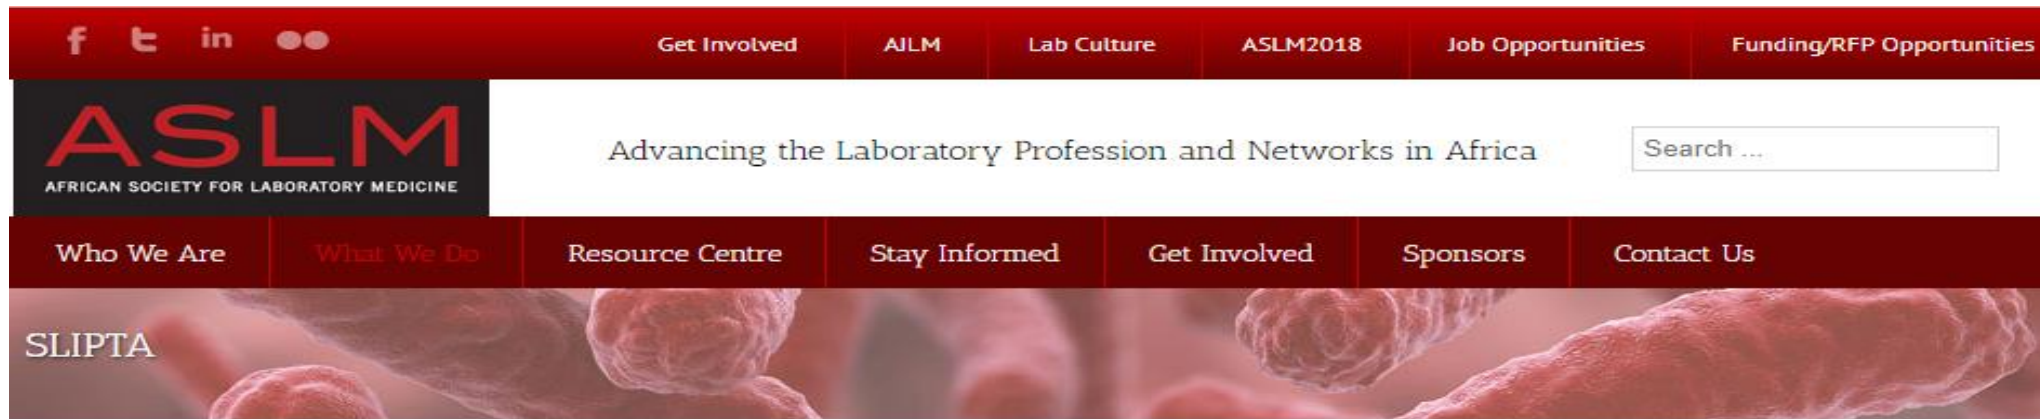 Get Involved AJLM Lab Culture ASLM2018 Job Opportunities Funding/RFP Opportunities
ASLM
AFRICAN SOCIETY FOR LABORATORY MEDICINE
Advancing the Laboratory Profession and Networks in Africa
Search ...
Who We Are What We Do Resource Centre Stay Informed Get Involved Sponsors Contact Us
SLIPTA